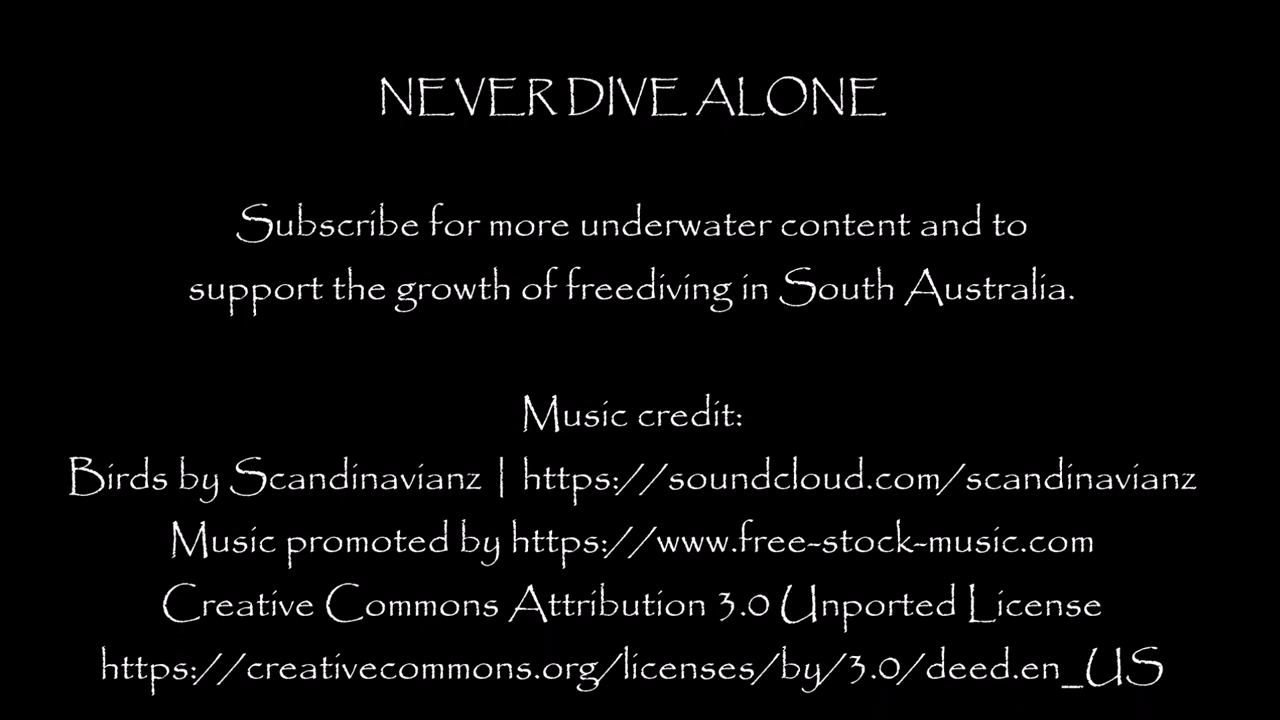 NEVER DIVE ALONE
Subscribe for more underwater content and to
support the growth of freediving in South Australia.
Music credit:
Birds by Scandinavianz | https://soundcloud.com/scandinavianz
Music promoted by https://www.free-stock-music.com
Creative Commons Attribution 3.0 Unported License
https://creativecommons.org/licenses/by/3.0/deed.en_US